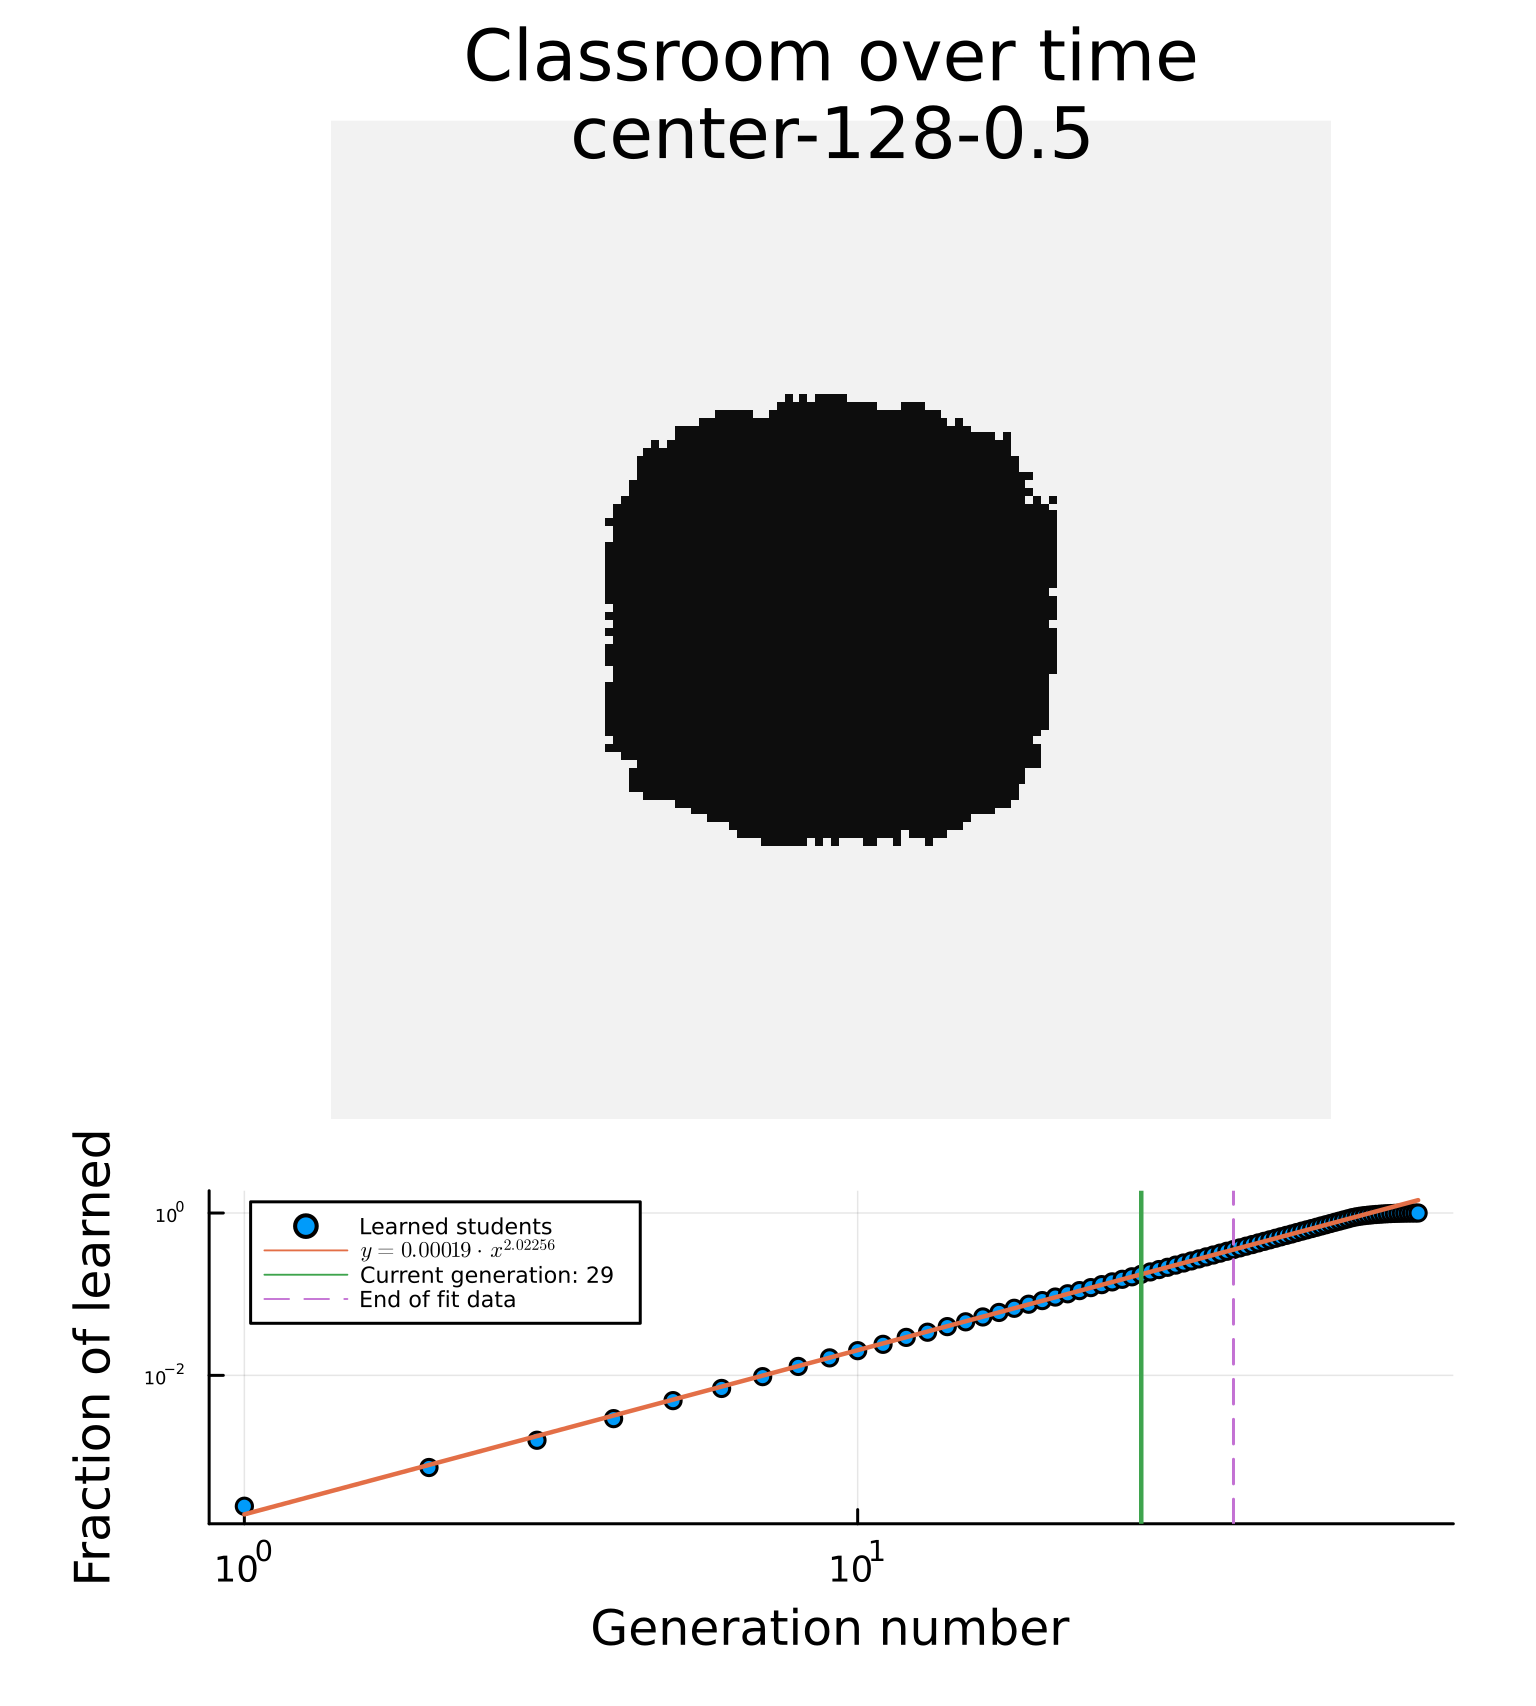 Classroom over time
center-128-0.5
Fraction of learned
10⁰
10⁻²
Learned students
y = 0.00019 · x^2.02256
Current generation: 29
End of fit data
10⁰
10¹
Generation number